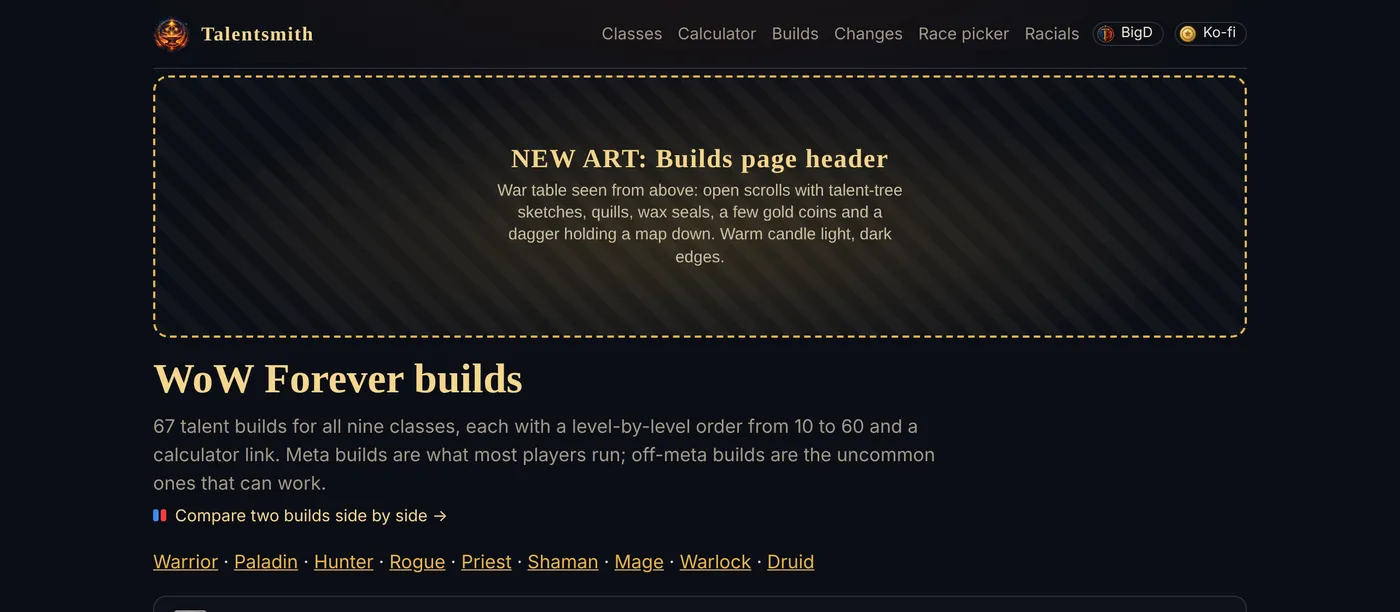 Talentsmith
Classes Calculator Builds Changes Race picker Racials BigD Ko-fi
NEW ART: Builds page header
War table seen from above: open scrolls with talent-tree
sketches, quills, wax seals, a few gold coins and a
dagger holding a map down. Warm candle light, dark
edges.
WoW Forever builds
67 talent builds for all nine classes, each with a level-by-level order from 10 to 60 and a
calculator link. Meta builds are what most players run; off-meta builds are the uncommon
ones that can work.
Compare two builds side by side →
Warrior · Paladin · Hunter · Rogue · Priest · Shaman · Mage · Warlock · Druid